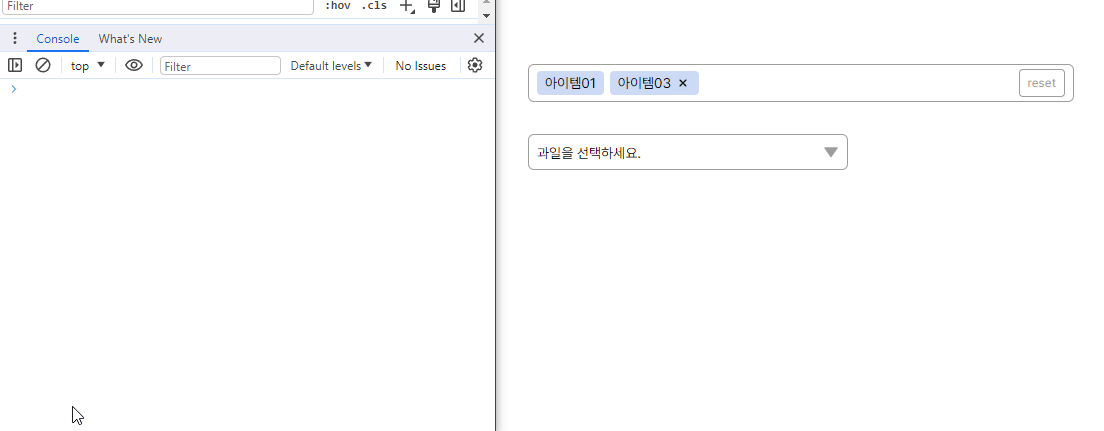 Filter
:hov .cls
Console What's New
top Filter Default levels No Issues
아이템01 아이템03 reset
과일을 선택하세요.